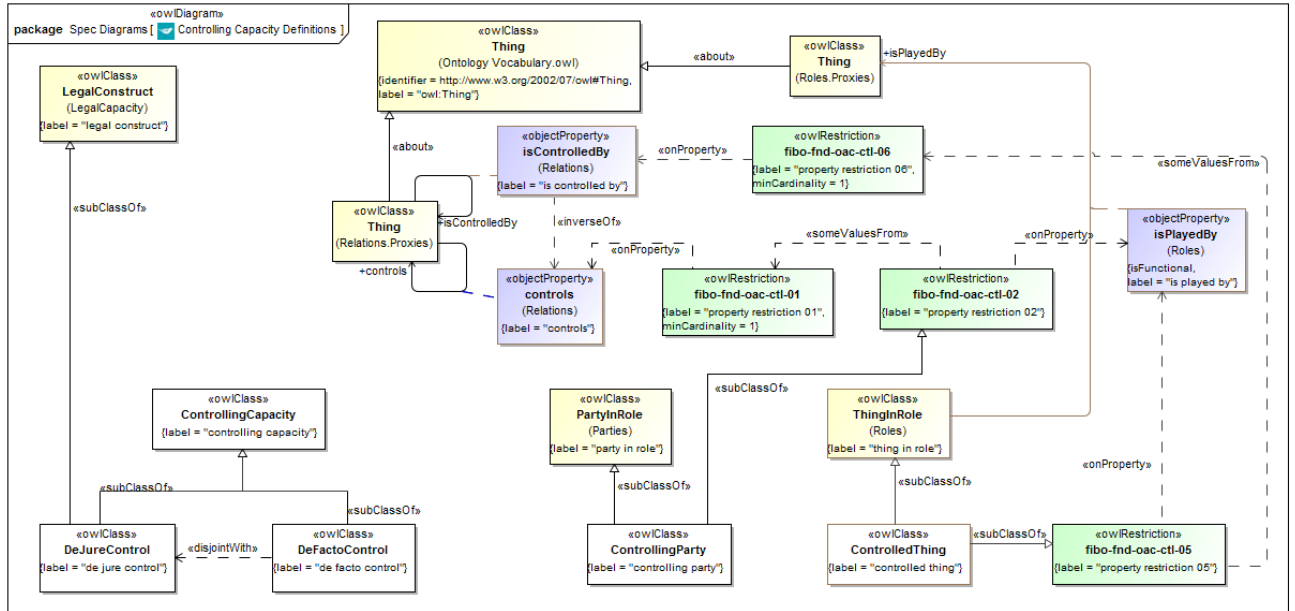 «owlDiagram»
package Spec Diagrams [ Controlling Capacity Definitions ]
«owlClass»
Thing
(Ontology Vocabulary.owl)
{identifier = http://www.w3.org/2002/07/owl#Thing,
label = "owl:Thing"}
«about»
«owlClass»
Thing
(Roles.Proxies)
+isPlayedBy
«owlClass»
LegalConstruct
(LegalCapacity)
{label = "legal construct"}
«about»
«objectProperty»
isControlledBy
(Relations)
{label = "is controlled by"}
«onProperty»
«owlRestriction»
fibo-fnd-oac-ctl-06
{label = "property restriction 06",
minCardinality = 1}
«someValuesFrom»
«subClassOf»
«owlClass»
Thing
(Relations.Proxies)
+isControlledBy
+controls
«inverseOf»
«objectProperty»
isPlayedBy
(Roles)
{isFunctional,
label = "is played by"}
«onProperty»
«someValuesFrom»
«onProperty»
«objectProperty»
controls
(Relations)
{label = "controls"}
«owlRestriction»
fibo-fnd-oac-ctl-01
{label = "property restriction 01",
minCardinality = 1}
«owlRestriction»
fibo-fnd-oac-ctl-02
{label = "property restriction 02"}
«subClassOf»
«owlClass»
ControllingCapacity
{label = "controlling capacity"}
«owlClass»
PartyInRole
(Parties)
{label = "party in role"}
«owlClass»
ThingInRole
(Roles)
{label = "thing in role"}
«onProperty»
«subClassOf»
«subClassOf»
«subClassOf»
«subClassOf»
«owlClass»
DeJureControl
{label = "de jure control"}
«disjointWith»
«owlClass»
DeFactoControl
{label = "de facto control"}
«owlClass»
ControllingParty
{label = "controlling party"}
«owlClass»
ControlledThing
{label = "controlled thing"}
«subClassOf»
«owlRestriction»
fibo-fnd-oac-ctl-05
{label = "property restriction 05"}